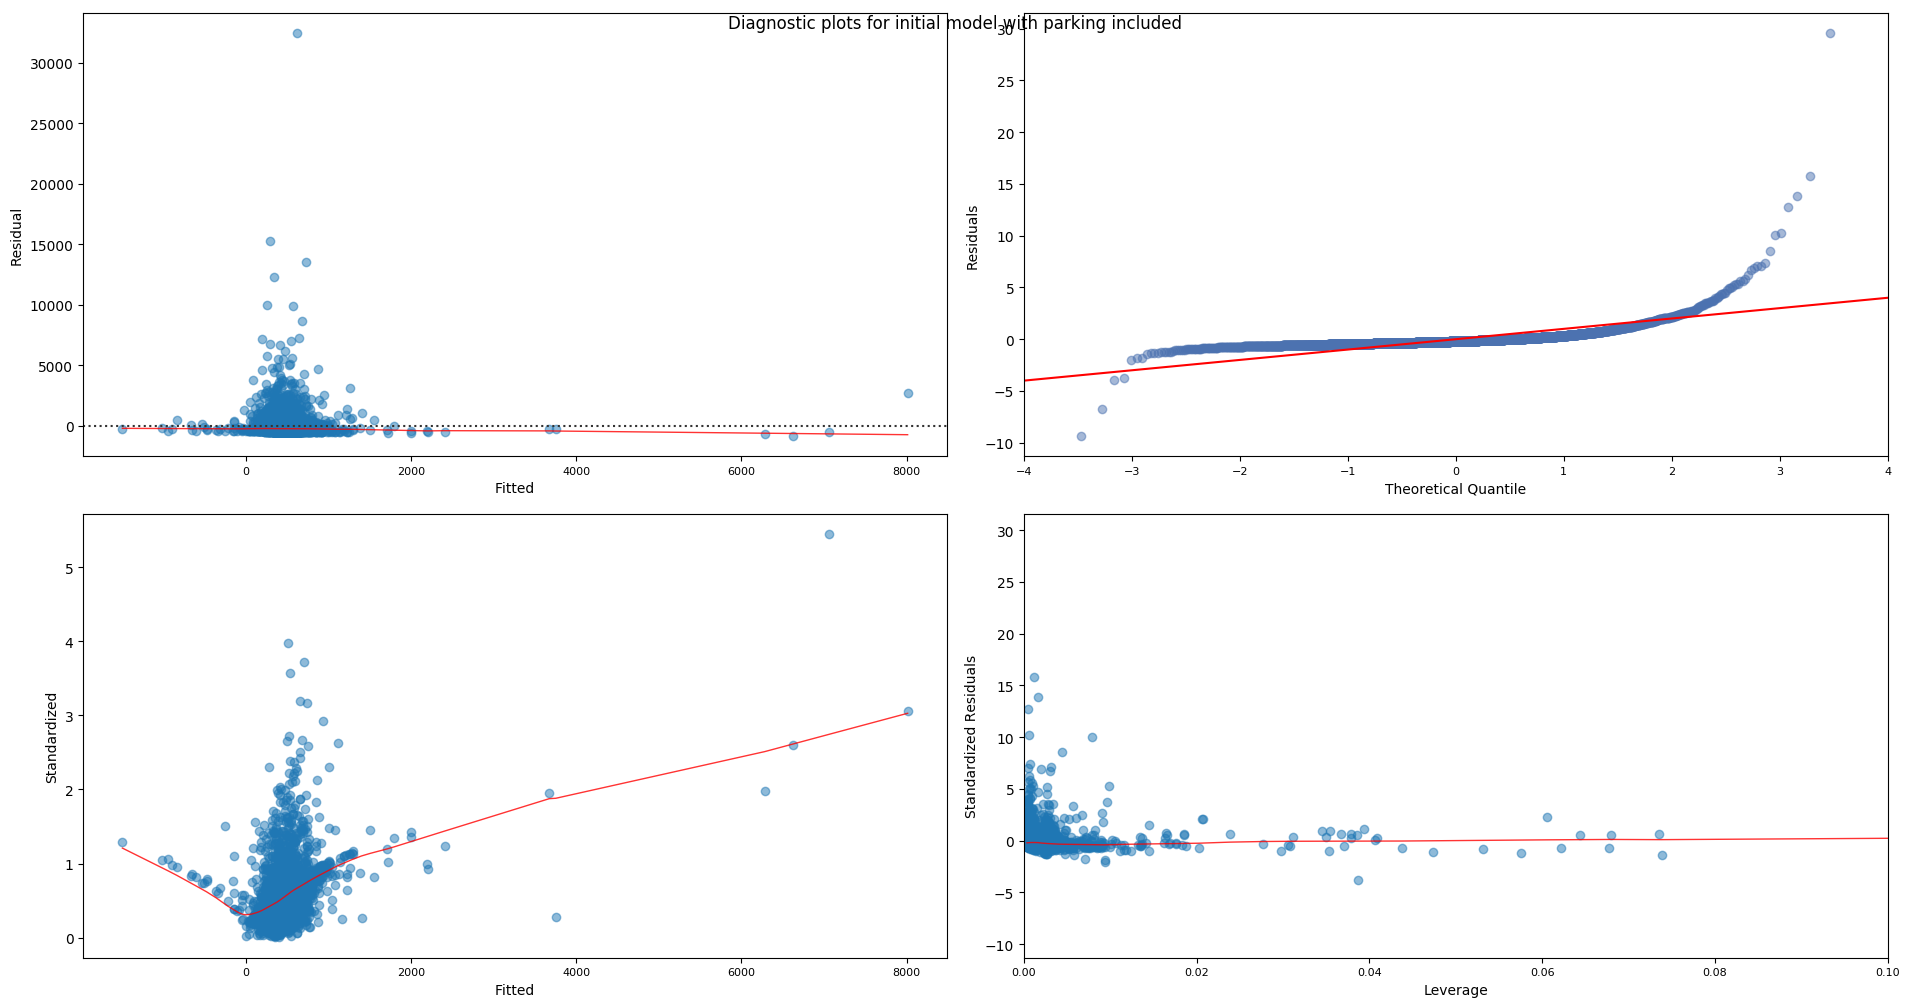 Diagnostic plots for initial model with parking included
30000
25000
20000
15000
10000
5000
0
Residual
0 2000 4000 6000 8000
Fitted
30
25
20
15
10
5
0
−5
−10
Residuals
−4 −3 −2 −1 0 1 2 3 4
Theoretical Quantile
5
4
3
2
1
0
Standardized
0 2000 4000 6000 8000
Fitted
30
25
20
15
10
5
0
−5
−10
Standardized Residuals
0.00 0.02 0.04 0.06 0.08 0.10
Leverage